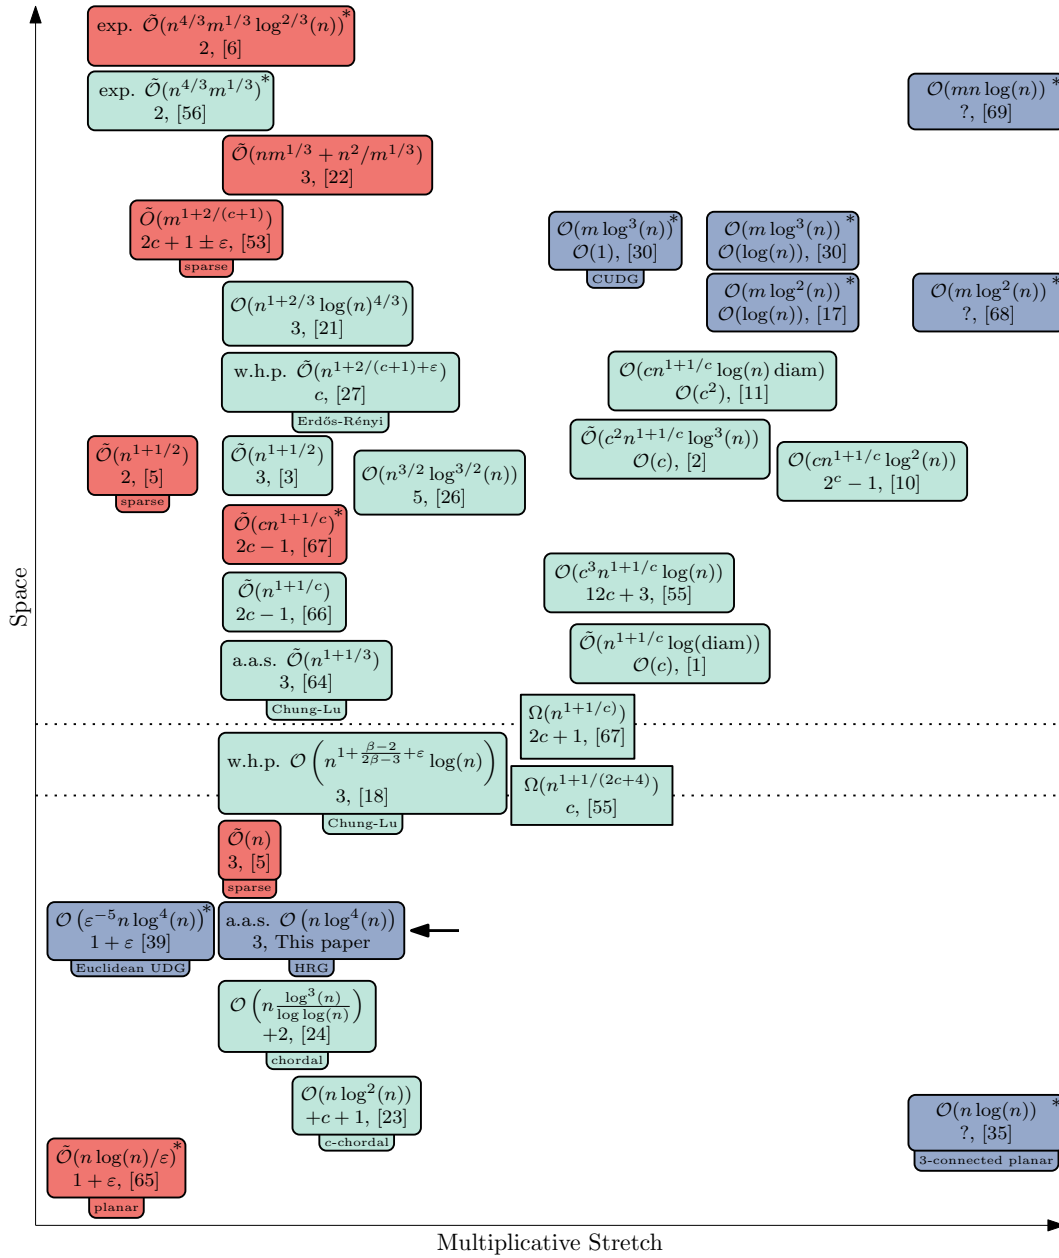 exp. Õ(n^{4/3}m^{1/3} log^{2/3}(n))*
2, [6]
exp. Õ(n^{4/3}m^{1/3})*
2, [56]
O(mn log(n))*
?, [69]
Õ(nm^{1/3} + n^2/m^{1/3})
3, [22]
Õ(m^{1+2/(c+1)})
2c + 1 ± ε, [53]
sparse
O(m log^3(n))*
O(1), [30]
CUDG
O(m log^3(n))*
O(log(n)), [30]
O(m log^2(n))*
O(log(n)), [17]
O(m log^2(n))*
?, [68]
O(n^{1+2/3} log(n)^{4/3})
3, [21]
w.h.p. Õ(n^{1+2/(c+1)+ε})
c, [27]
Erdős-Rényi
O(cn^{1+1/c} log(n) diam)
O(c^2), [11]
Õ(n^{1+1/2})
2, [5]
sparse
Õ(n^{1+1/2})
3, [3]
O(n^{3/2} log^{3/2}(n))
5, [26]
Õ(c^2n^{1+1/c} log^3(n))
O(c), [2]
O(cn^{1+1/c} log^2(n))
2^c − 1, [10]
Õ(cn^{1+1/c})*
2c − 1, [67]
Õ(n^{1+1/c})
2c − 1, [66]
O(c^3n^{1+1/c} log(n))
12c + 3, [55]
a.a.s. Õ(n^{1+1/3})
3, [64]
Chung-Lu
Õ(n^{1+1/c} log(diam))
O(c), [1]
Ω(n^{1+1/c})
2c + 1, [67]
w.h.p. O(n^{1+\frac{β−2}{2β−3}+ε} log(n))
3, [18]
Chung-Lu
Ω(n^{1+1/(2c+4)})
c, [55]
Õ(n)
3, [5]
sparse
O(ε^{−5}n log^4(n))*
1 + ε [39]
Euclidean UDG
a.a.s. O(n log^4(n))
3, This paper
HRG
O(n \frac{log^3(n)}{log log(n)})
+2, [24]
chordal
O(n log^2(n))
+c + 1, [23]
c-chordal
O(n log(n))*
?, [35]
3-connected planar
Õ(n log(n)/ε)*
1 + ε, [65]
planar
Space
Multiplicative Stretch